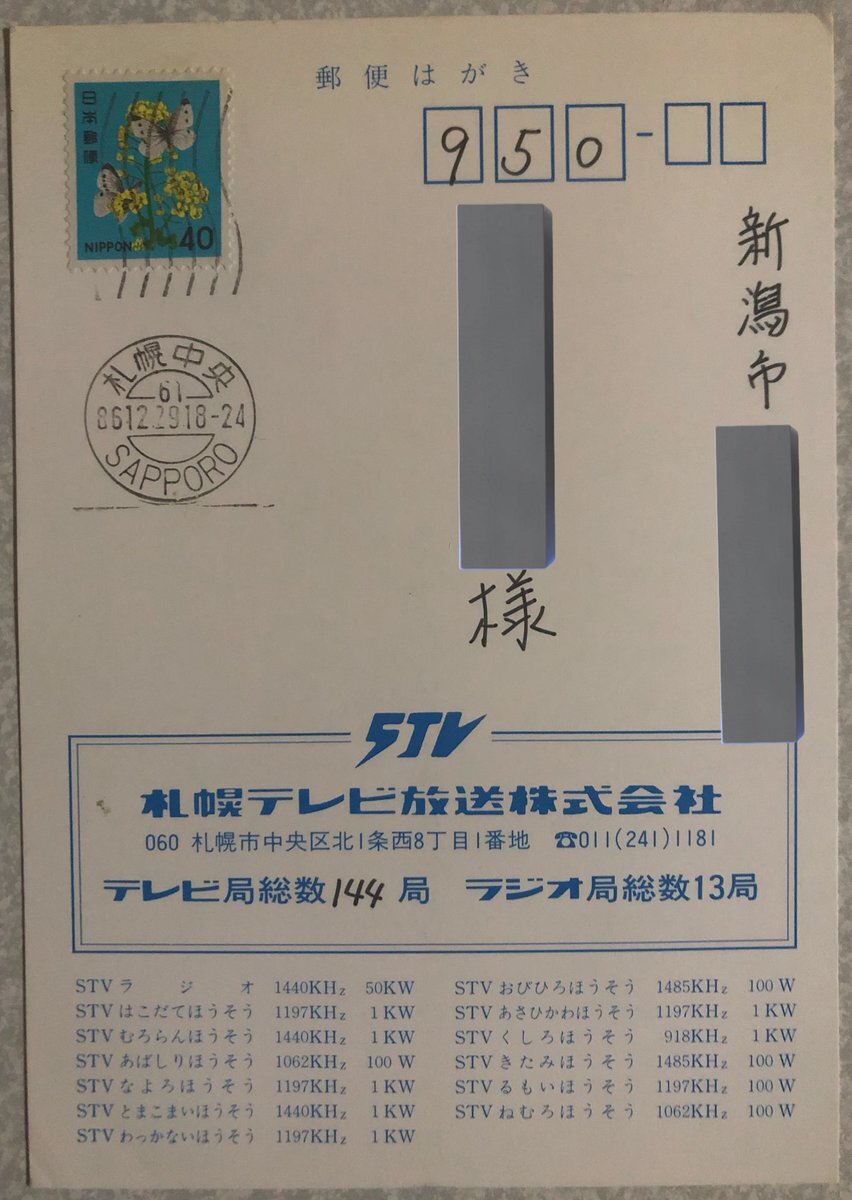 郵便はがき
日本郵便
NIPPON 40
950-
新潟市
様
札幌中央
61
86.12.29 18-24
SAPPORO
STV
札幌テレビ放送株式会社
060 札幌市中央区北1条西8丁目1番地 ☎011(241)1181
テレビ局総数144局 ラジオ局総数13局
STVラジオ 1440KHz 50KW
STVはこだてほうそう 1197KHz 1KW
STVむろらんほうそう 1440KHz 1KW
STVあばしりほうそう 1062KHz 100W
STVなよろほうそう 1197KHz 1KW
STVとまこまいほうそう 1440KHz 1KW
STVわっかないほうそう 1197KHz 1KW
STVおびひろほうそう 1485KHz 100W
STVあさひかわほうそう 1197KHz 1KW
STVくしろほうそう 918KHz 1KW
STVきたみほうそう 1485KHz 100W
STVるもいほうそう 1197KHz 100W
STVねむろほうそう 1062KHz 100W